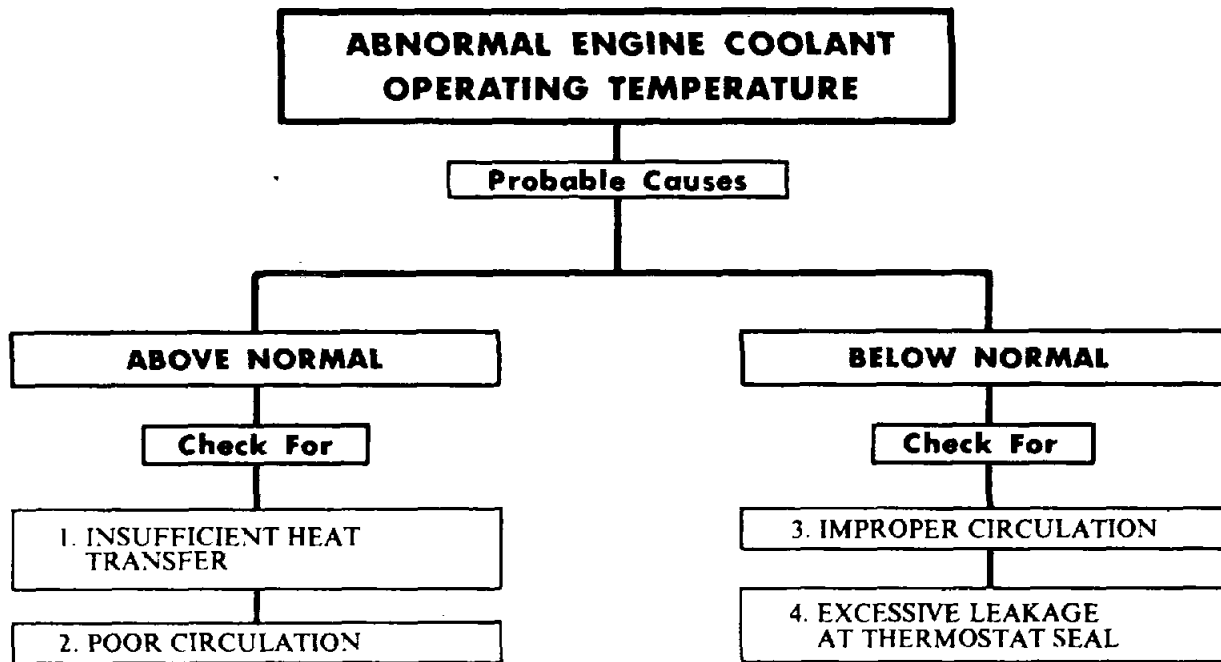 ABNORMAL ENGINE COOLANT
OPERATING TEMPERATURE
Probable Causes
ABOVE NORMAL
Check For
1. INSUFFICIENT HEAT
TRANSFER
2. POOR CIRCULATION
BELOW NORMAL
Check For
3. IMPROPER CIRCULATION
4. EXCESSIVE LEAKAGE
AT THERMOSTAT SEAL